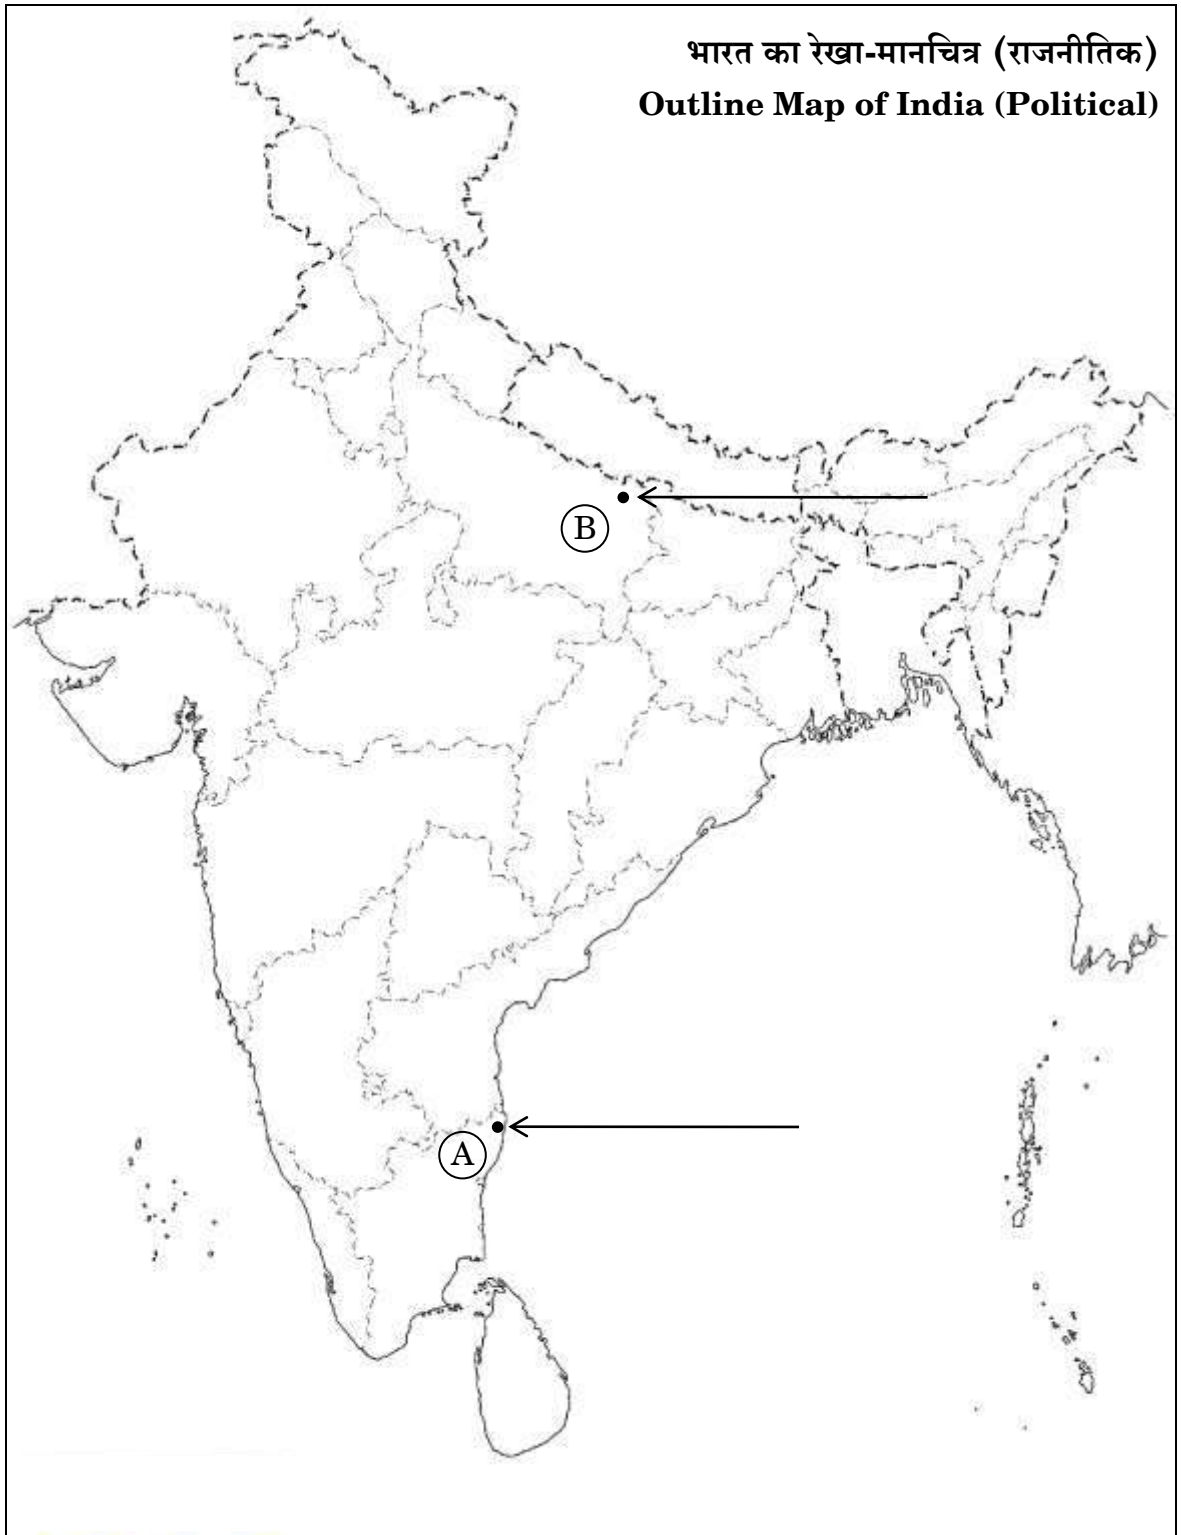 भारत का रेखा-मानचित्र (राजनीतिक)
Outline Map of India (Political)
B
A